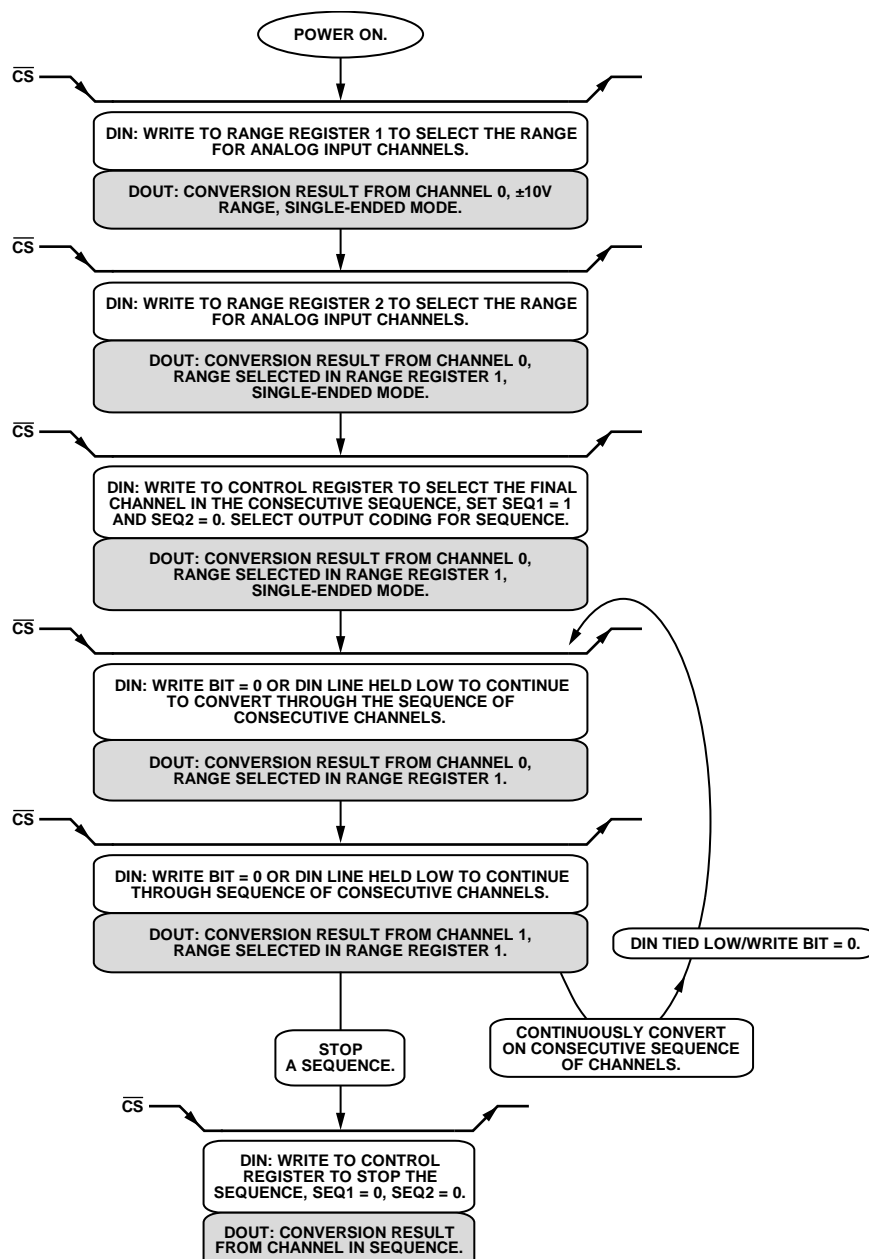 POWER ON.
CS
DIN: WRITE TO RANGE REGISTER 1 TO SELECT THE RANGE
FOR ANALOG INPUT CHANNELS.
DOUT: CONVERSION RESULT FROM CHANNEL 0, ±10V
RANGE, SINGLE-ENDED MODE.
CS
DIN: WRITE TO RANGE REGISTER 2 TO SELECT THE RANGE
FOR ANALOG INPUT CHANNELS.
DOUT: CONVERSION RESULT FROM CHANNEL 0,
RANGE SELECTED IN RANGE REGISTER 1,
SINGLE-ENDED MODE.
CS
DIN: WRITE TO CONTROL REGISTER TO SELECT THE FINAL
CHANNEL IN THE CONSECUTIVE SEQUENCE, SET SEQ1 = 1
AND SEQ2 = 0. SELECT OUTPUT CODING FOR SEQUENCE.
DOUT: CONVERSION RESULT FROM CHANNEL 0,
RANGE SELECTED IN RANGE REGISTER 1,
SINGLE-ENDED MODE.
CS
DIN: WRITE BIT = 0 OR DIN LINE HELD LOW TO CONTINUE
TO CONVERT THROUGH THE SEQUENCE OF
CONSECUTIVE CHANNELS.
DOUT: CONVERSION RESULT FROM CHANNEL 0,
RANGE SELECTED IN RANGE REGISTER 1.
CS
DIN: WRITE BIT = 0 OR DIN LINE HELD LOW TO CONTINUE
THROUGH SEQUENCE OF CONSECUTIVE CHANNELS.
DOUT: CONVERSION RESULT FROM CHANNEL 1,
RANGE SELECTED IN RANGE REGISTER 1.
DIN TIED LOW/WRITE BIT = 0.
CONTINUOUSLY CONVERT
ON CONSECUTIVE SEQUENCE
OF CHANNELS.
STOP
A SEQUENCE.
CS
DIN: WRITE TO CONTROL
REGISTER TO STOP THE
SEQUENCE, SEQ1 = 0, SEQ2 = 0.
DOUT: CONVERSION RESULT
FROM CHANNEL IN SEQUENCE.